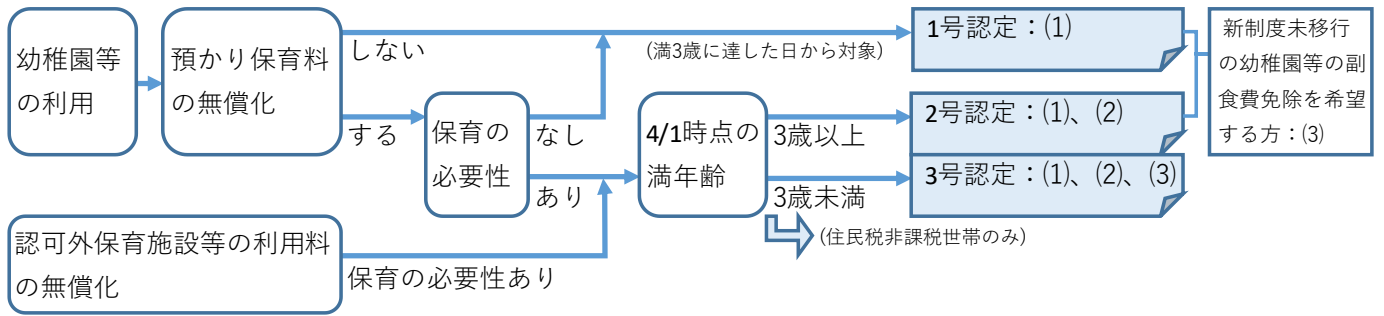 幼稚園等
の利用
預かり保育料
の無償化
しない
する
保育の
必要性
なし
あり
(満3歳に達した日から対象)
4/1時点の
満年齢
3歳以上
3歳未満
(住民税非課税世帯のみ)
1号認定：⑴
2号認定：⑴、⑵
3号認定：⑴、⑵、⑶
新制度未移行
の幼稚園等の副
食費免除を希望
する方：⑶
認可外保育施設等の利用料
の無償化
保育の必要性あり